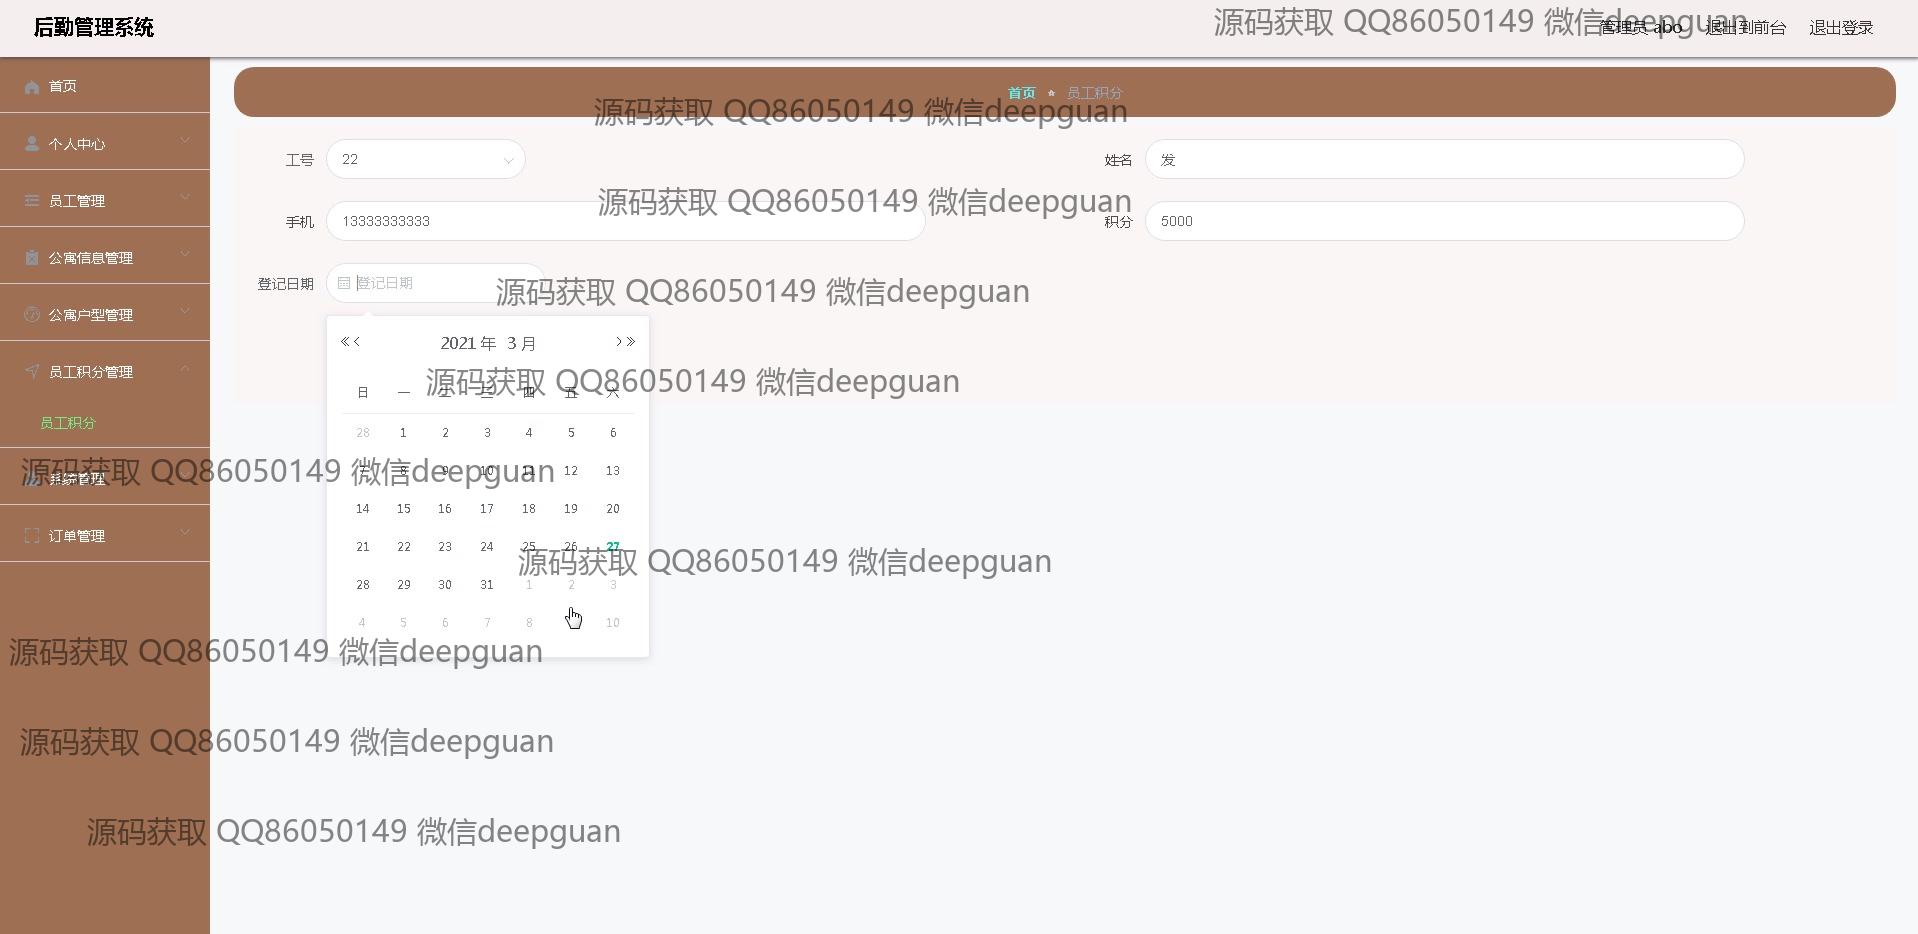 后勤管理系统
源码获取 QQ86050149 微信deepguan
管理员 abo 退出到前台 退出登录
首页
首页 员工积分
源码获取 QQ86050149 微信deepguan
个人中心
工号 22 姓名 发
员工管理
源码获取 QQ86050149 微信deepguan
手机 13333333333 积分 5000
公寓信息管理
登记日期 登记日期
源码获取 QQ86050149 微信deepguan
公寓户型管理
2021 年 3 月
员工积分管理
源码获取 QQ86050149 微信deepguan
日 一 二 三 四 五 六
员工积分
28 1 2 3 4 5 6
源码获取 QQ86050149 微信deepguan
系统管理
7 8 9 10 11 12 13
14 15 16 17 18 19 20
订单管理
21 22 23 24 25 26 27
源码获取 QQ86050149 微信deepguan
28 29 30 31 1 2 3
4 5 6 7 8 10
源码获取 QQ86050149 微信deepguan
源码获取 QQ86050149 微信deepguan
源码获取 QQ86050149 微信deepguan